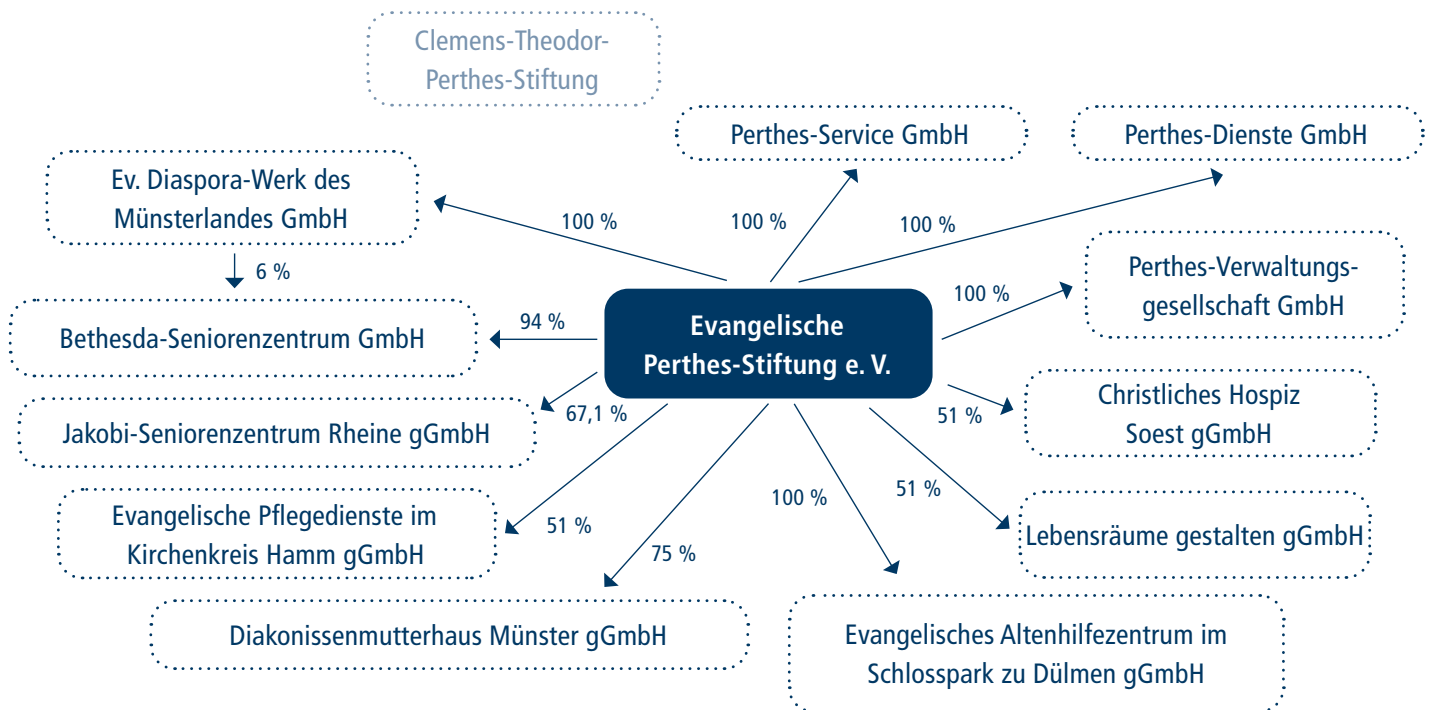 Clemens-Theodor-
Perthes-Stiftung
Perthes-Service GmbH
Perthes-Dienste GmbH
Ev. Diaspora-Werk des
Münsterlandes GmbH
100 %
100 %
100 %
6 %
Perthes-Verwaltungs-
gesellschaft GmbH
100 %
Bethesda-Seniorenzentrum GmbH
94 %
Evangelische
Perthes-Stiftung e. V.
Christliches Hospiz
Soest gGmbH
51 %
67,1 %
Jakobi-Seniorenzentrum Rheine gGmbH
Evangelische Pflegedienste im
Kirchenkreis Hamm gGmbH
51 %
75 %
100 %
51 %
Lebensräume gestalten gGmbH
Diakonissenmutterhaus Münster gGmbH
Evangelisches Altenhilfezentrum im
Schlosspark zu Dülmen gGmbH